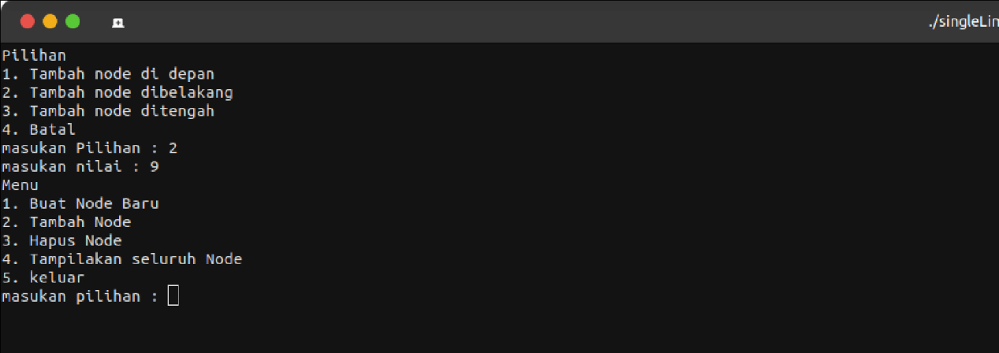 ./singleLin
Pilihan
1. Tambah node di depan
2. Tambah node dibelakang
3. Tambah node ditengah
4. Batal
masukan Pilihan : 2
masukan nilai : 9
Menu
1. Buat Node Baru
2. Tambah Node
3. Hapus Node
4. Tampilakan seluruh Node
5. keluar
masukan pilihan :